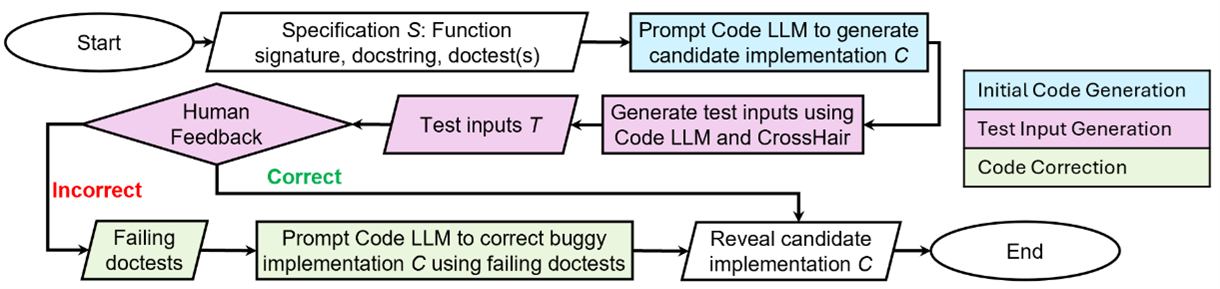 Start
Specification S: Function
signature, docstring, doctest(s)
Prompt Code LLM to generate
candidate implementation C
Initial Code Generation
Test Input Generation
Code Correction
Generate test inputs using
Code LLM and CrossHair
Test inputs T
Human
Feedback
Incorrect
Correct
Failing
doctests
Prompt Code LLM to correct buggy
implementation C using failing doctests
Reveal candidate
implementation C
End